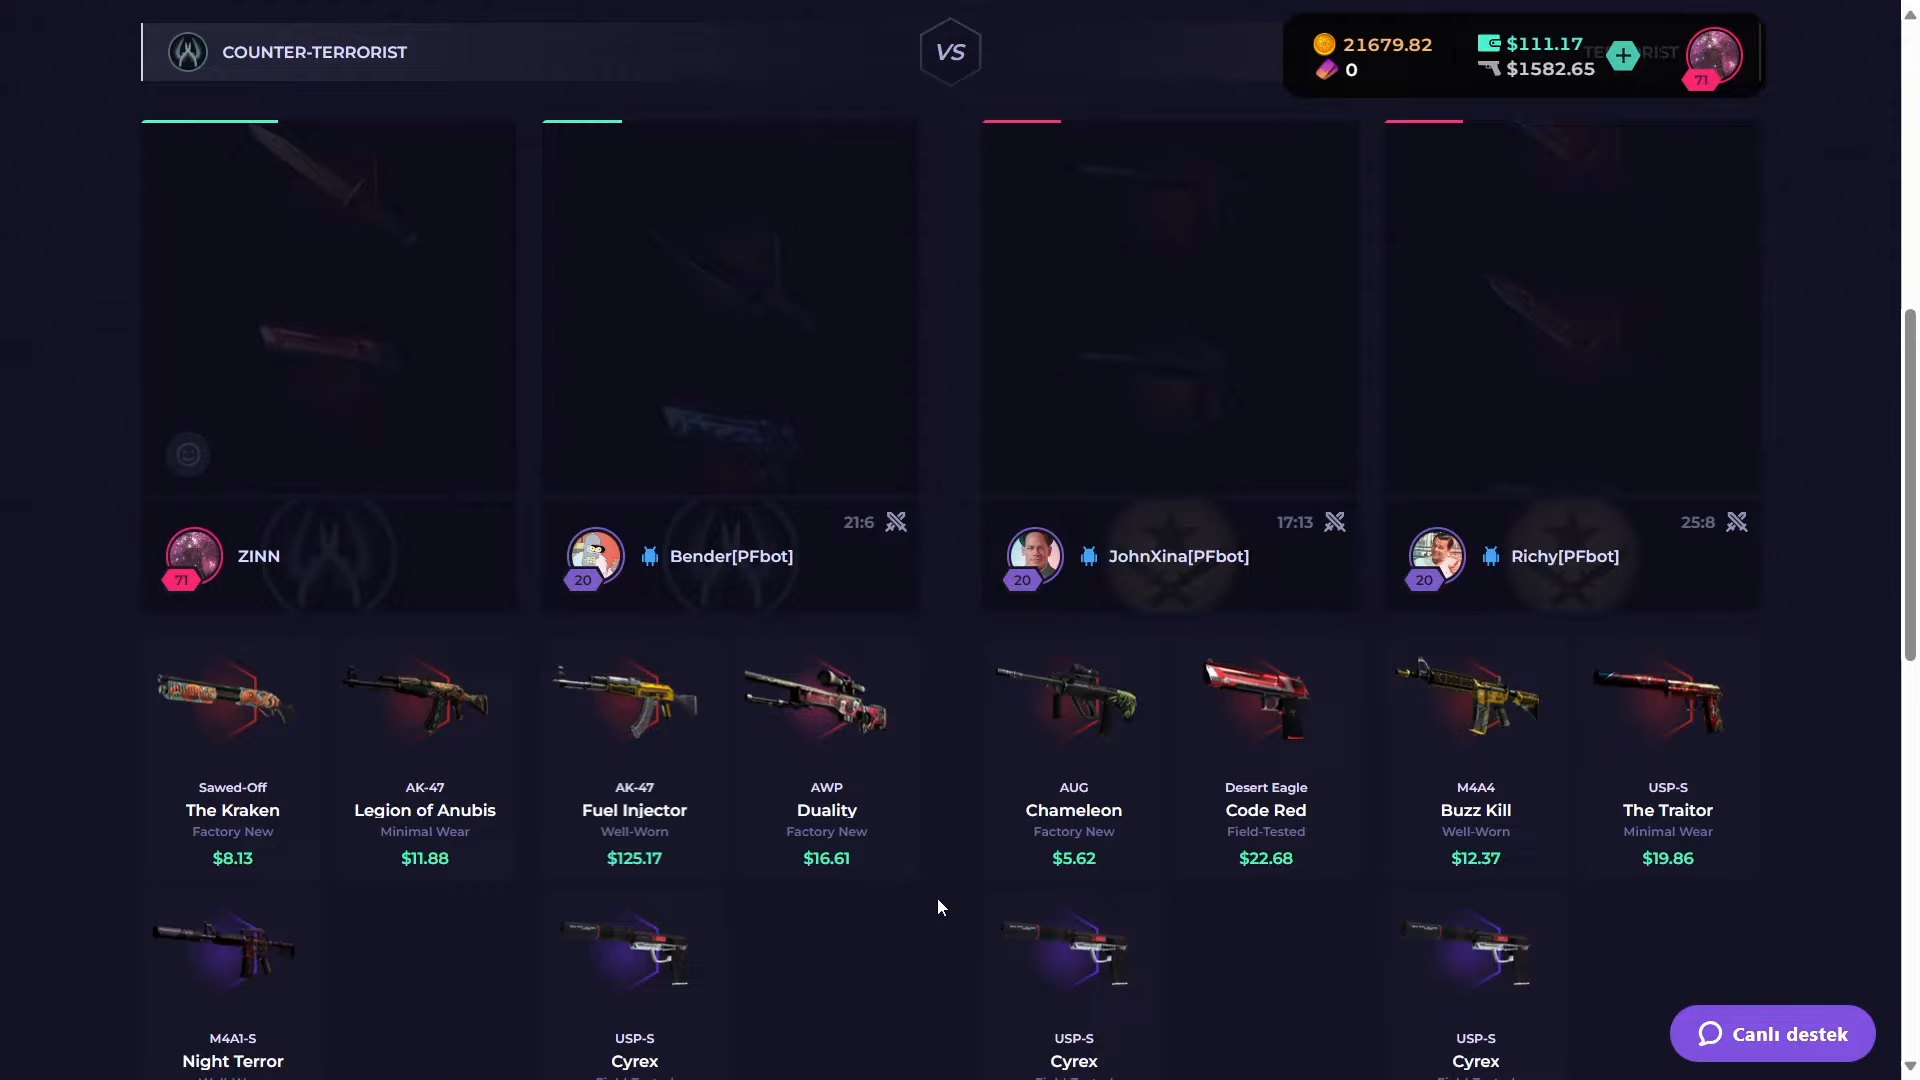 COUNTER-TERRORIST
VS
21679.82
0
$111.17
$1582.65
71
ZINN
71
21:6
Bender[PFbot]
20
17:13
JohnXina[PFbot]
20
25:8
Richy[PFbot]
20
Sawed-Off
The Kraken
Factory New
$8.13
AK-47
Legion of Anubis
Minimal Wear
$11.88
AK-47
Fuel Injector
Well-Worn
$125.17
AWP
Duality
Factory New
$16.61
AUG
Chameleon
Factory New
$5.62
Desert Eagle
Code Red
Field-Tested
$22.68
M4A4
Buzz Kill
Well-Worn
$12.37
USP-S
The Traitor
Minimal Wear
$19.86
M4A1-S
Night Terror
USP-S
Cyrex
USP-S
Cyrex
USP-S
Cyrex
Canlı destek